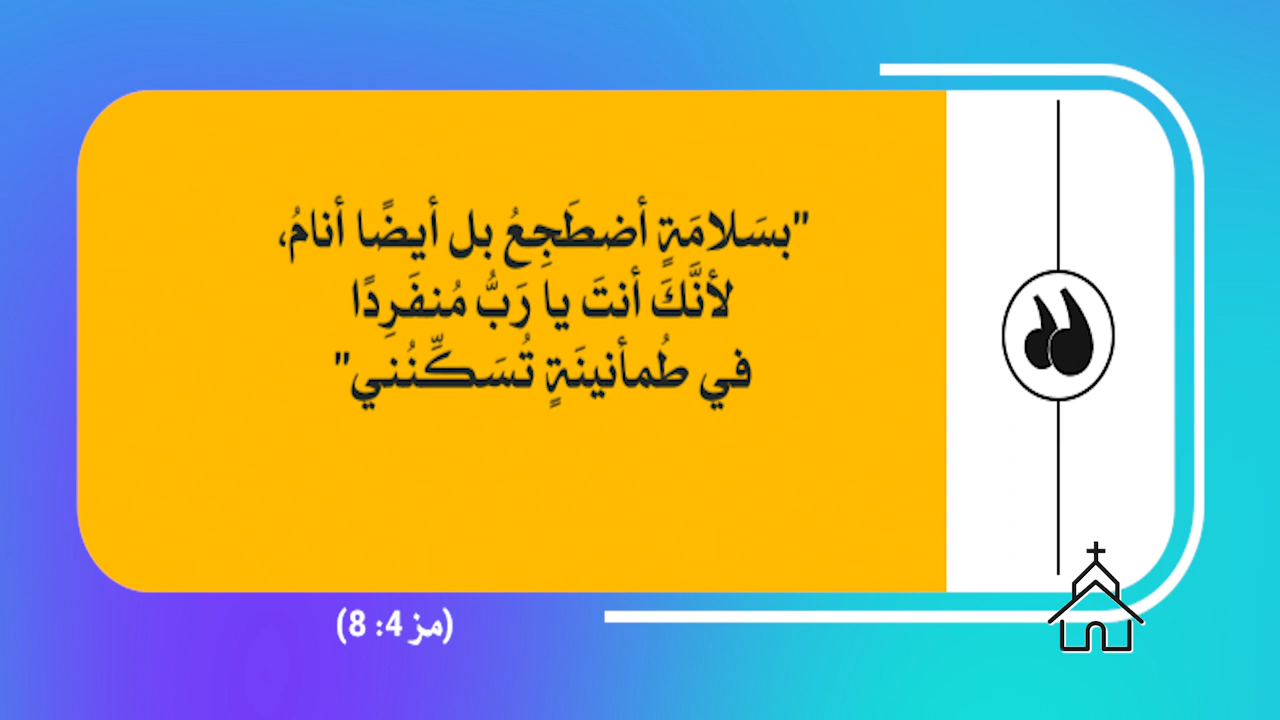 "بسَلامَةٍ أضطَجِعُ بل أيضًا أنامُ،
لأنَّكَ أنتَ يا رَبُّ مُنفَرِدًا
في طُمأنينَةٍ تُسَكِّنُني"
(مز 4: 8)